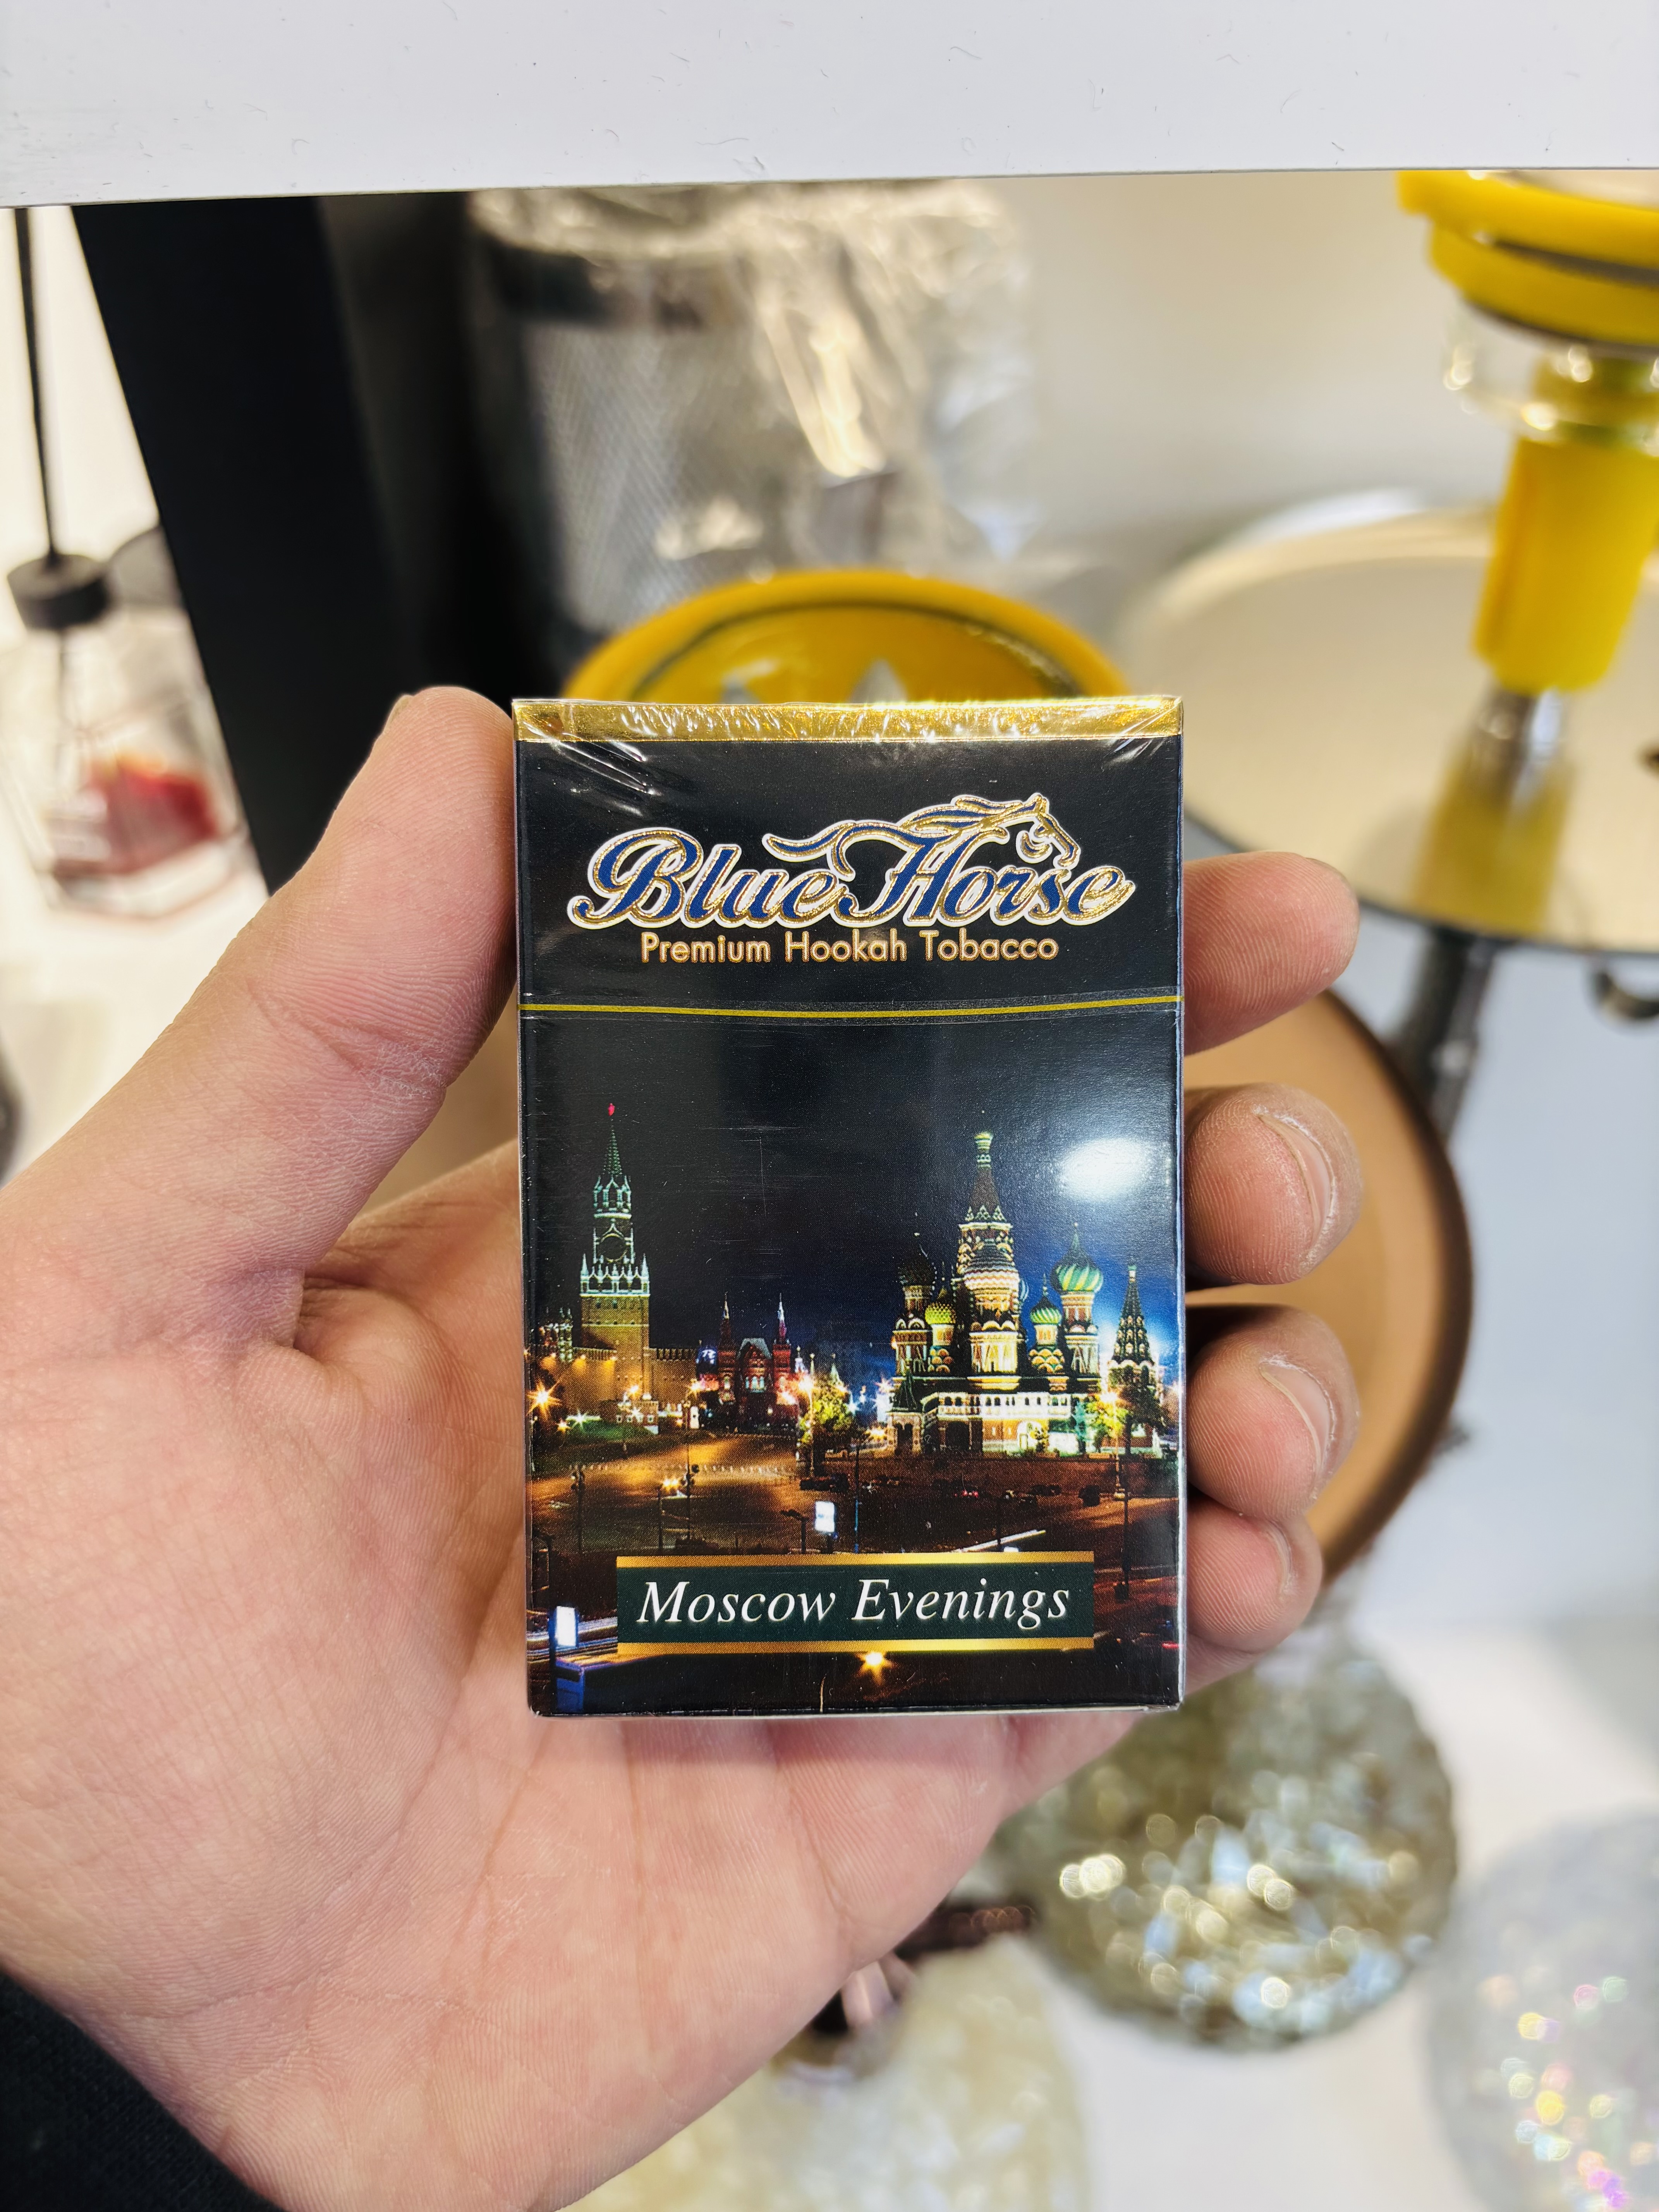 Blue Horse
Premium Hookah Tobacco
Moscow Evenings